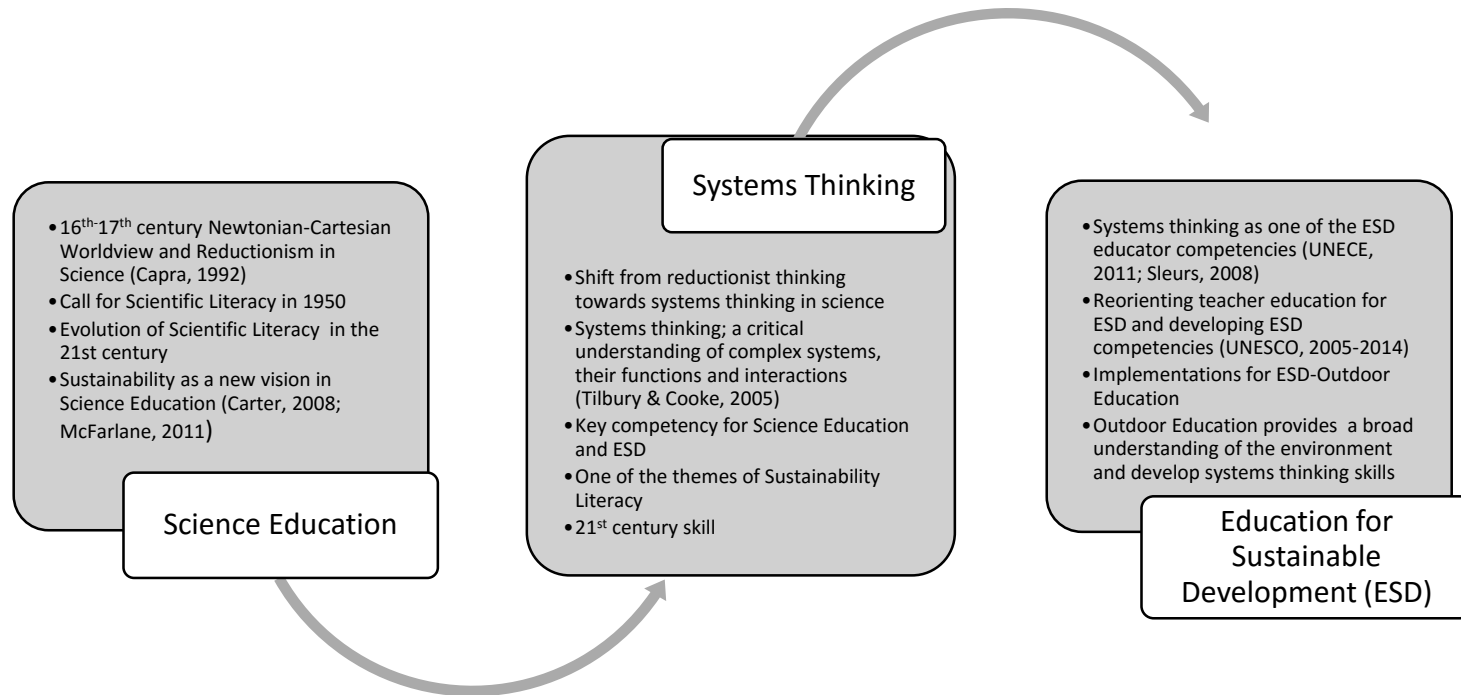 •16th-17th century Newtonian-Cartesian
Worldview and Reductionism in
Science (Capra, 1992)
•Call for Scientific Literacy in 1950
•Evolution of Scientific Literacy  in the
21st century
•Sustainability as a new vision in
Science Education (Carter, 2008;
McFarlane, 2011)
Science Education
Systems Thinking
•Shift from reductionist thinking
towards systems thinking in science
•Systems thinking; a critical
understanding of complex systems,
their functions and interactions
(Tilbury & Cooke, 2005)
•Key competency for Science Education
and ESD
•One of the themes of Sustainability
Literacy
•21st century skill
•Systems thinking as one of the ESD
educator competencies (UNECE,
2011; Sleurs, 2008)
•Reorienting teacher education for
ESD and developing ESD
competencies (UNESCO, 2005-2014)
•Implementations for ESD-Outdoor
Education
•Outdoor Education provides  a broad
understanding of the environment
and develop systems thinking skills
Education for
Sustainable
Development (ESD)